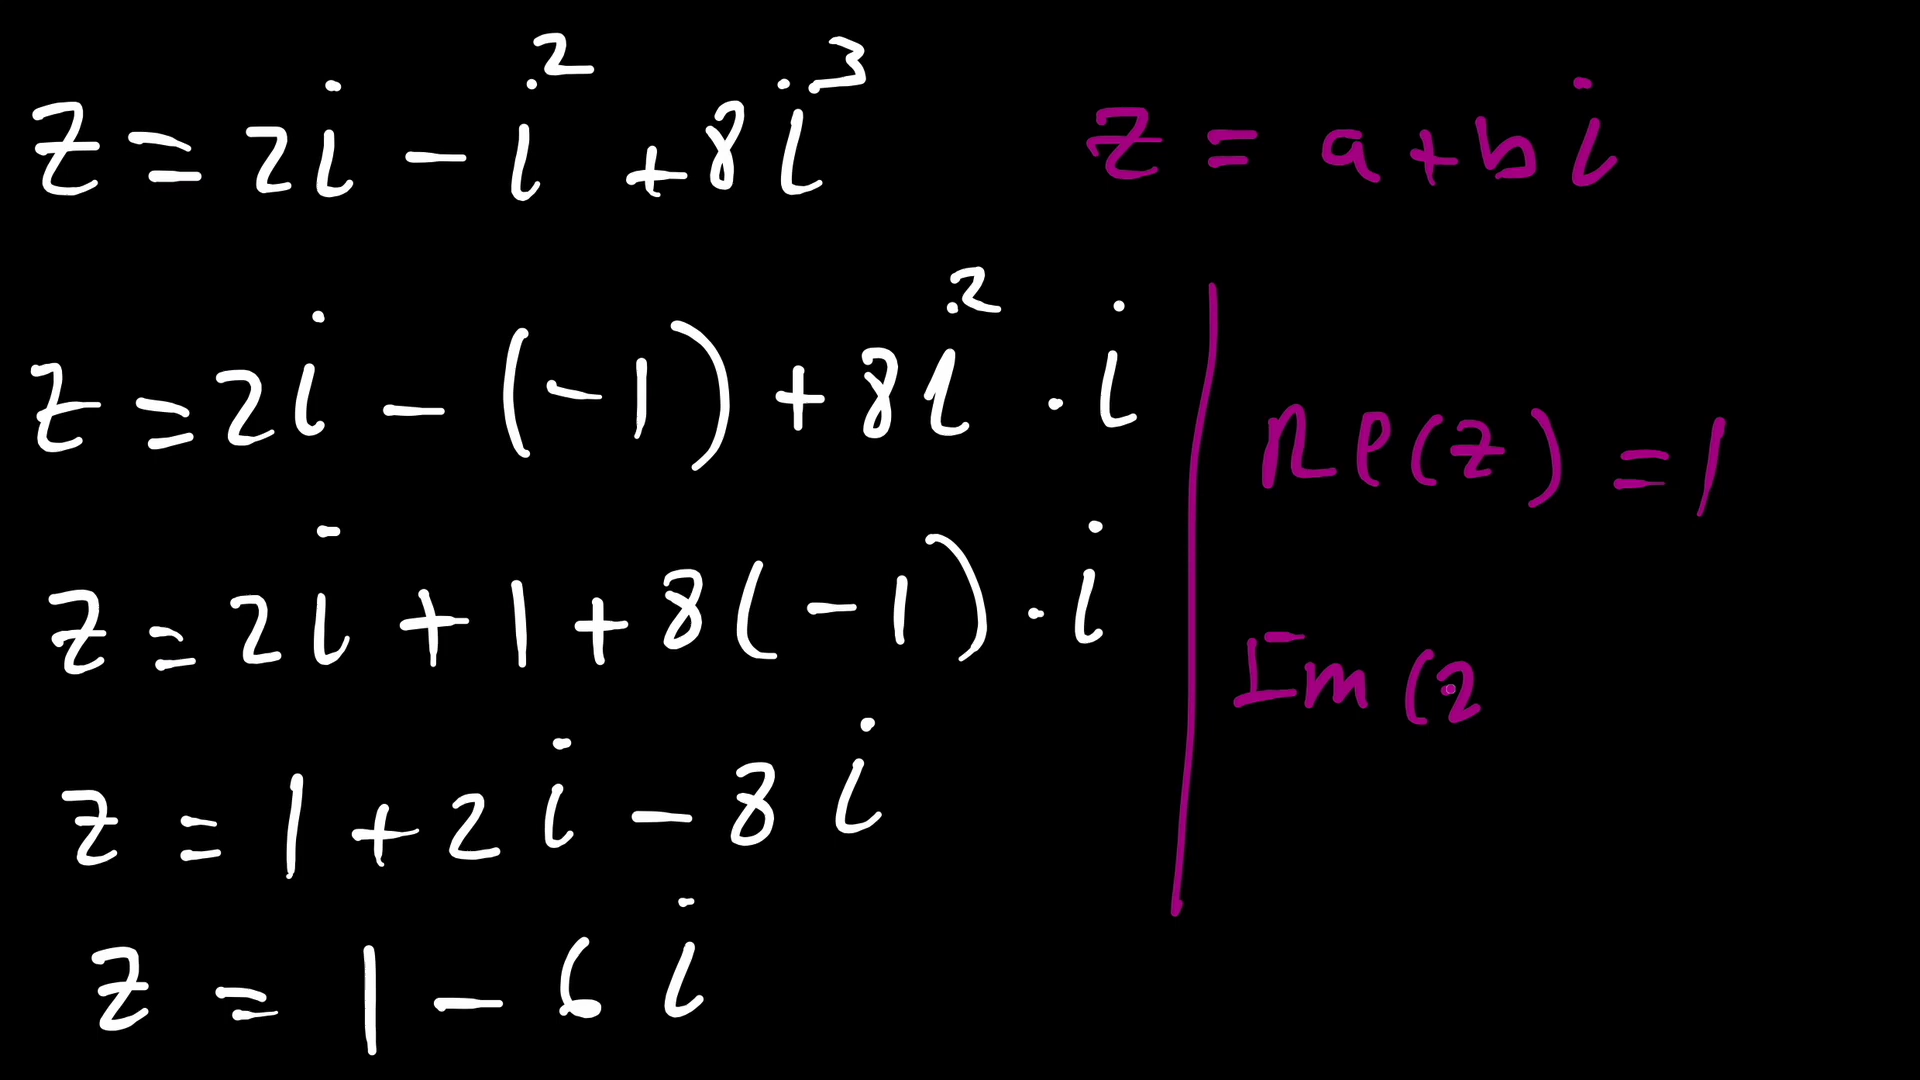 z = 2i - i² + 8i³
z = 2i - (-1) + 8i² · i
z = 2i + 1 + 8(-1) · i
z = 1 + 2i - 8i
z = 1 - 6i
z = a + bi
Re(z) = 1
Im(z